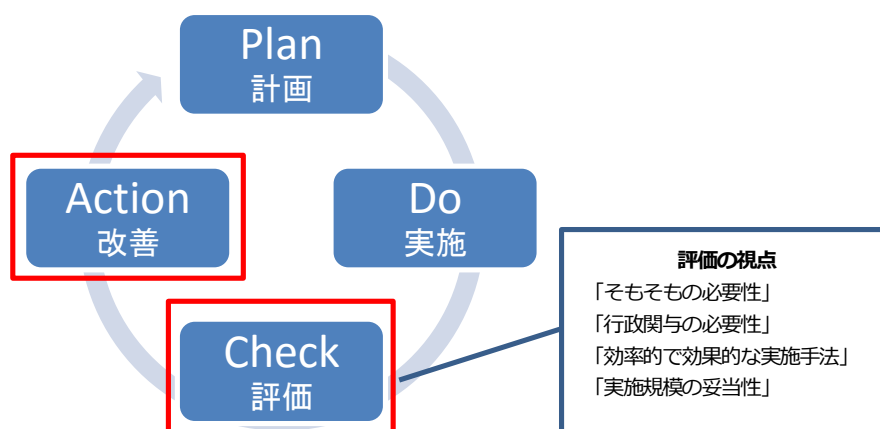 Plan
計画
Action
改善
Do
実施
Check
評価
評価の視点
「そもそもの必要性」
「行政関与の必要性」
「効率的で効果的な実施手法」
「実施規模の妥当性」